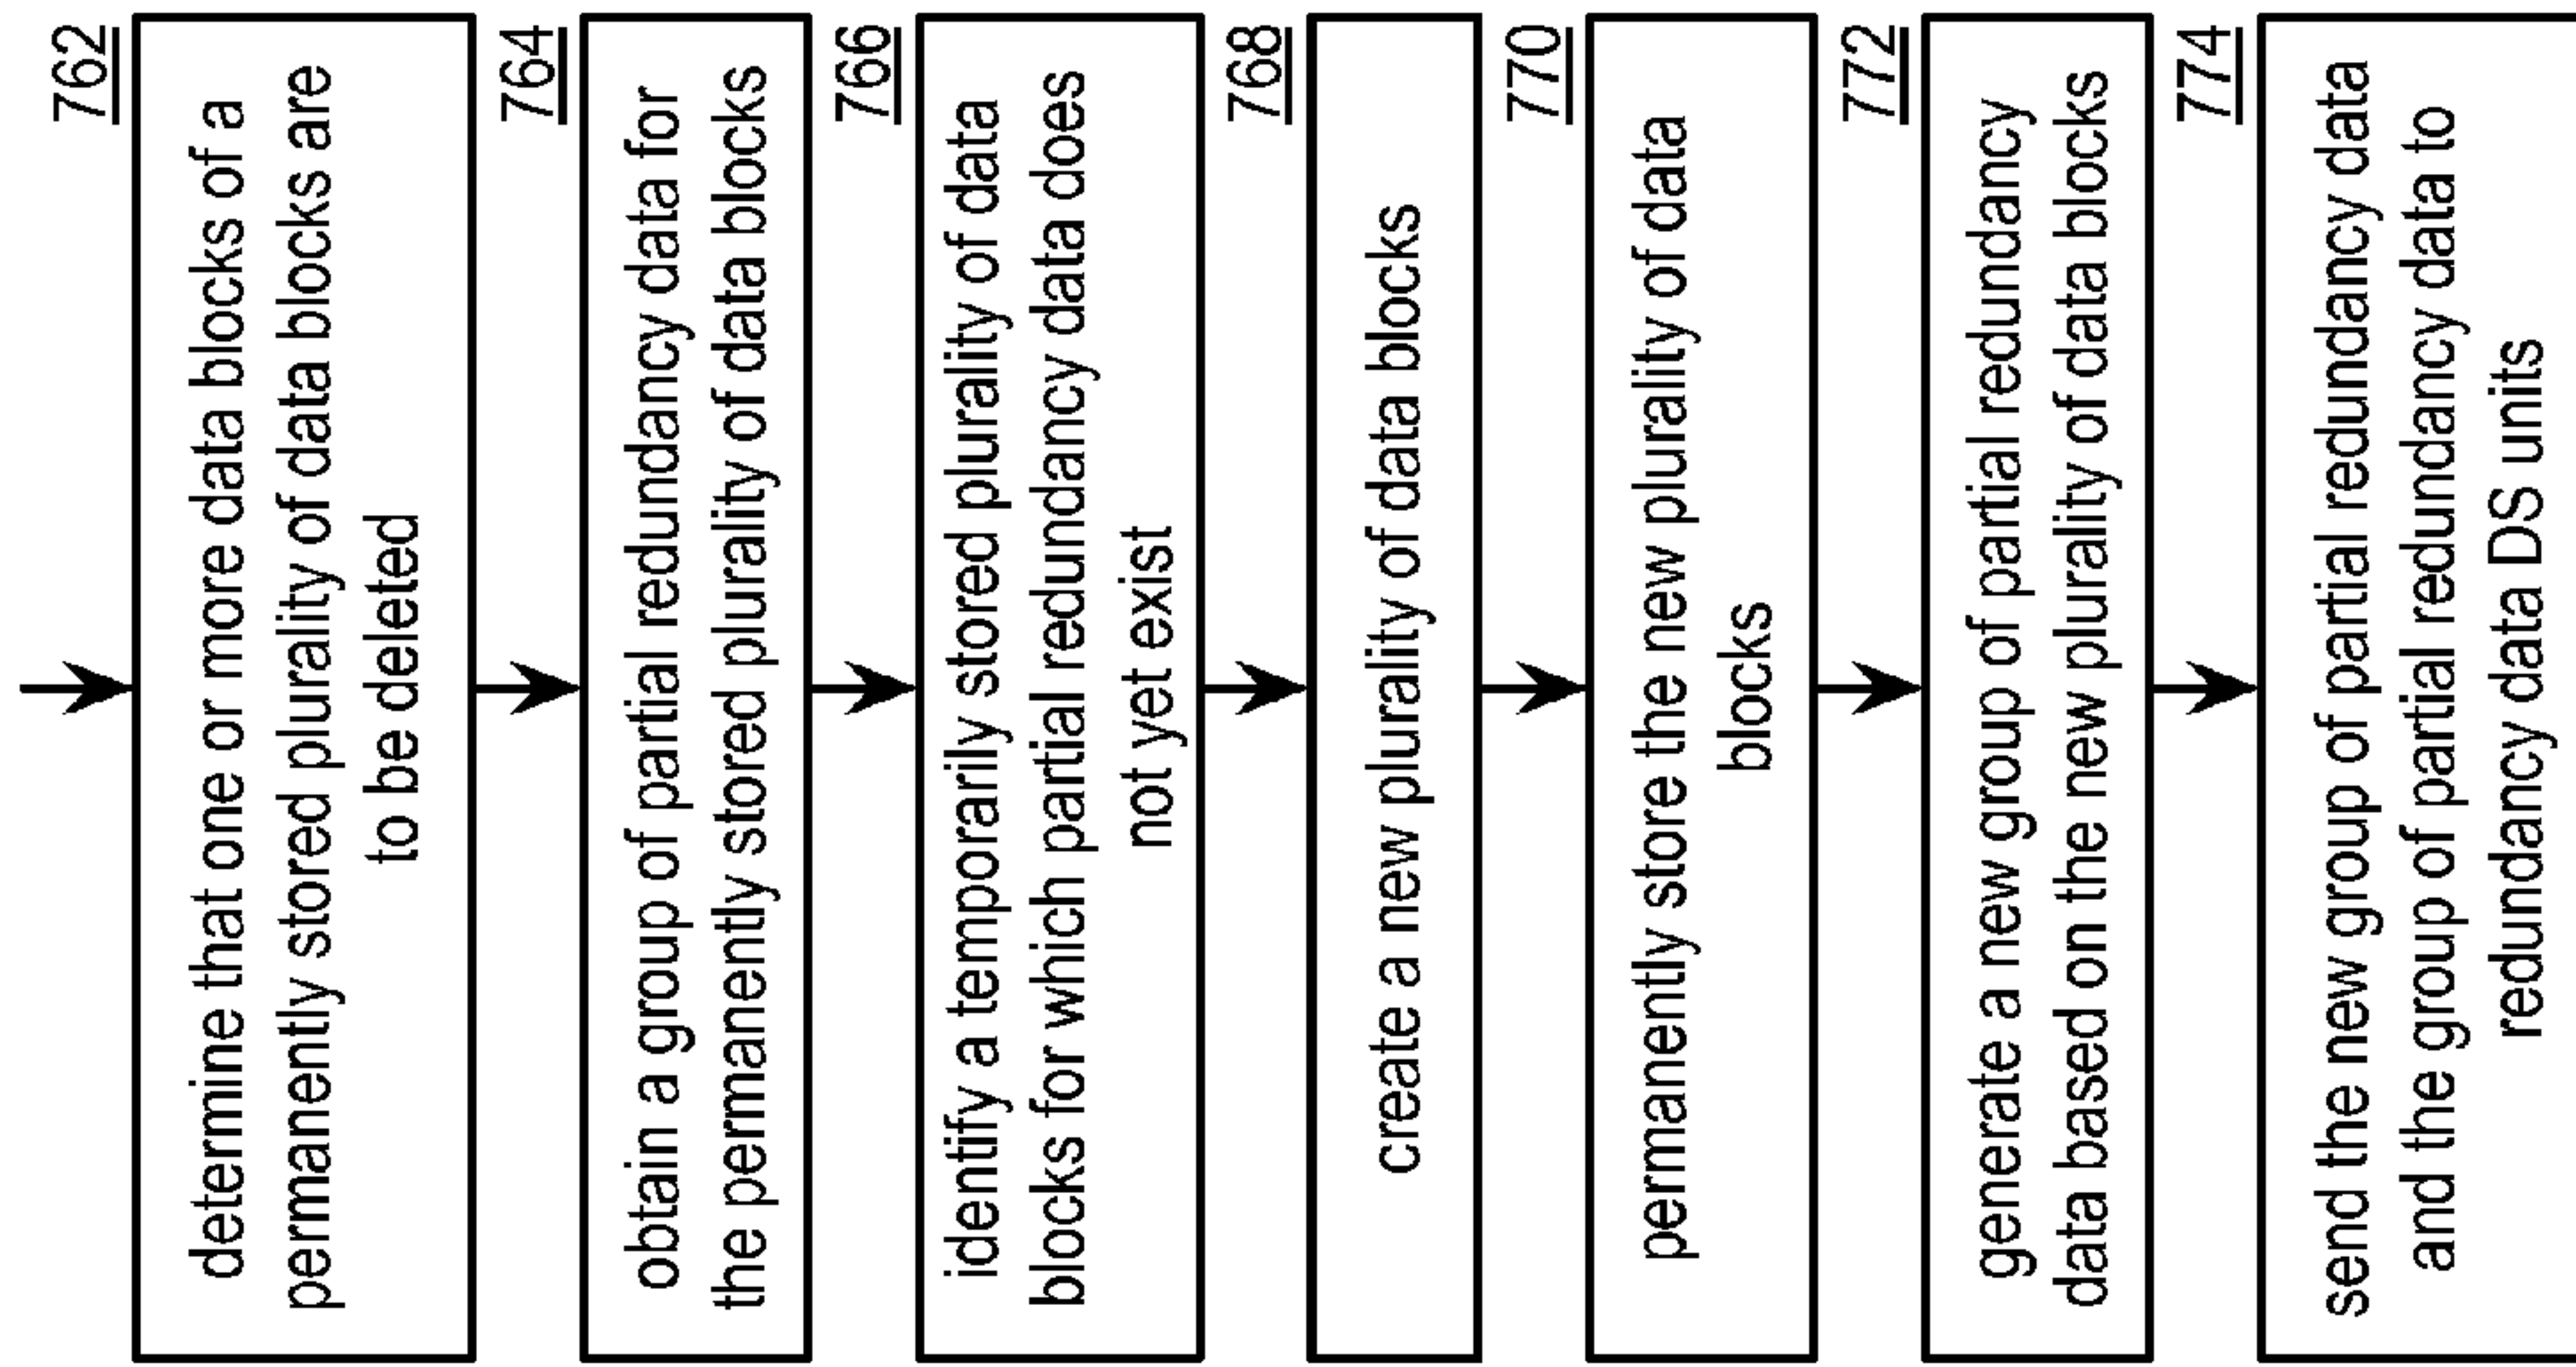 762
determine that one or more data blocks of a
permanently stored plurality of data blocks are
to be deleted
764
obtain a group of partial redundancy data for
the permanently stored plurality of data blocks
766
identify a temporarily stored plurality of data
blocks for which partial redundancy data does
not yet exist
768
create a new plurality of data blocks
770
permanently store the new plurality of data
blocks
772
generate a new group of partial redundancy
data based on the new plurality of data blocks
774
send the new group of partial redundancy data
and the group of partial redundancy data to
redundancy data DS units